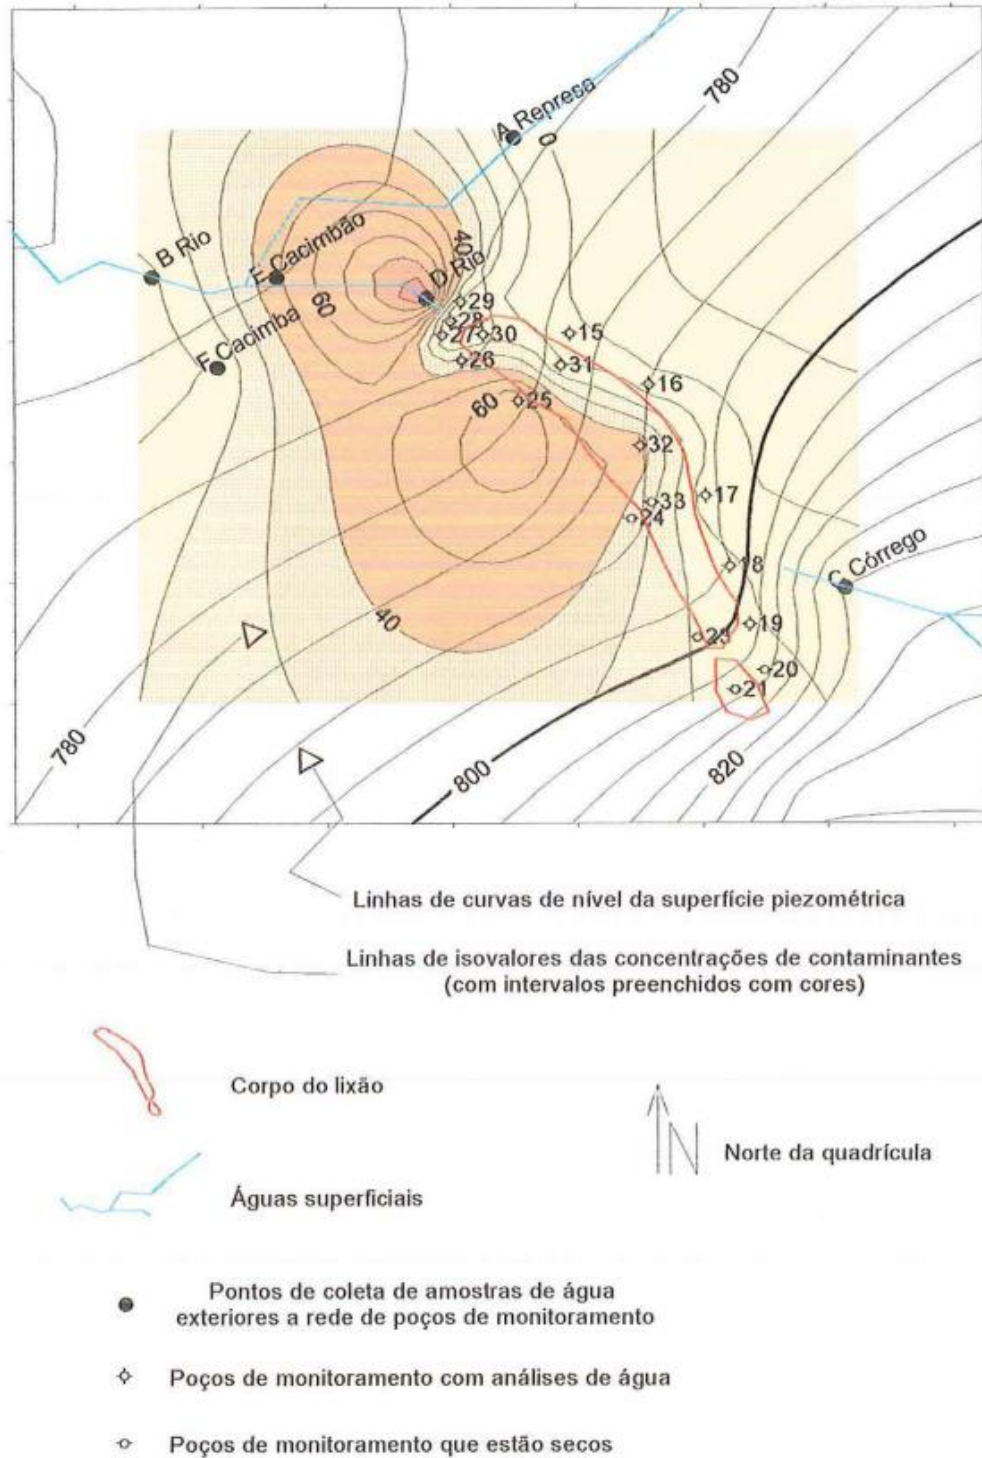 780
A Represa
0
B Rio
E Cacimbão
40
D Rio
60
29
F Cacimba
28
27
30
15
26
31
16
25
60
32
33
17
24
18
C Córrego
40
23
19
20
21
780
800
820
Linhas de curvas de nível da superfície piezométrica
Linhas de isovalores das concentrações de contaminantes
(com intervalos preenchidos com cores)
Corpo do lixão
N
Norte da quadrícula
Águas superficiais
Pontos de coleta de amostras de água
exteriores a rede de poços de monitoramento
Poços de monitoramento com análises de água
Poços de monitoramento que estão secos